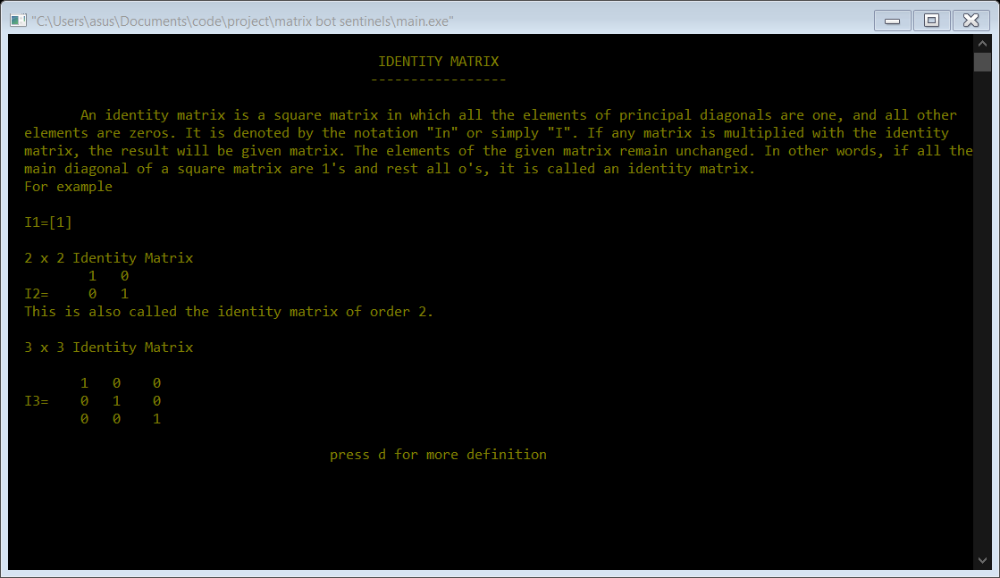 "C:\Users\asus\Documents\code\project\matrix bot sentinels\main.exe"
IDENTITY MATRIX
-----------------
An identity matrix is a square matrix in which all the elements of principal diagonals are one, and all other
elements are zeros. It is denoted by the notation "In" or simply "I". If any matrix is multiplied with the identity
matrix, the result will be given matrix. The elements of the given matrix remain unchanged. In other words, if all the
main diagonal of a square matrix are 1's and rest all o's, it is called an identity matrix.
For example
I1=[1]
2 x 2 Identity Matrix
1 0
I2= 0 1
This is also called the identity matrix of order 2.
3 x 3 Identity Matrix
1 0 0
I3= 0 1 0
0 0 1
press d for more definition